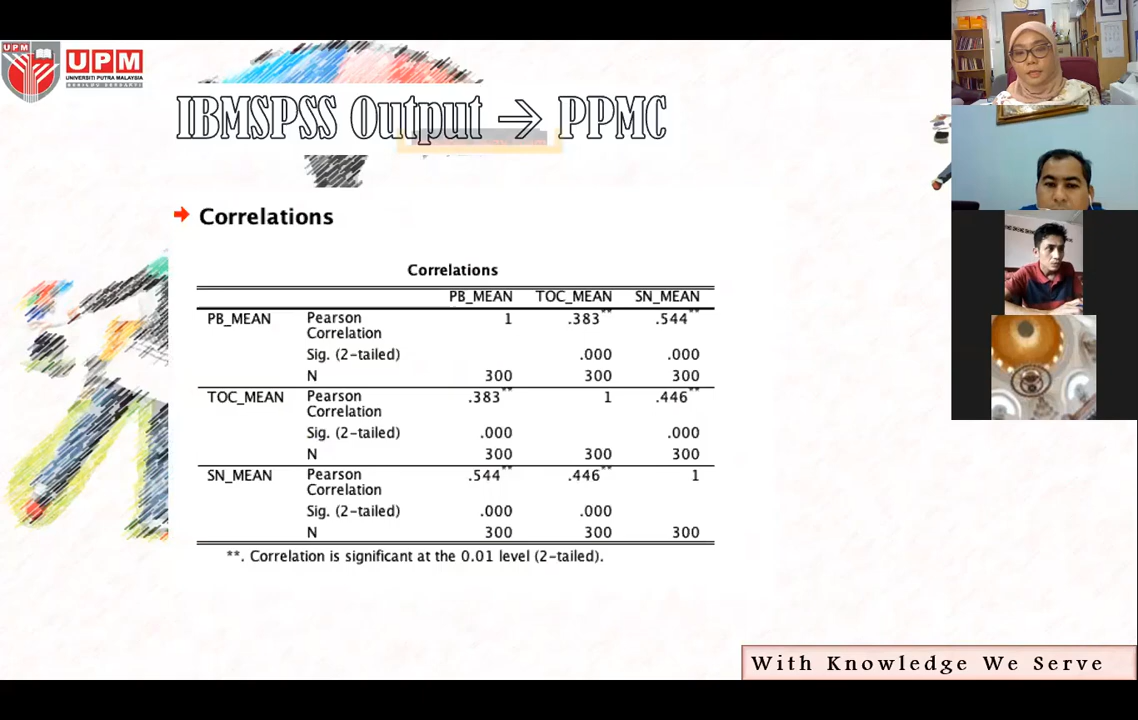 UPM
UPM
UNIVERSITI PUTRA MALAYSIA
IBMSPSS Output → PPMC
Correlations
Correlations
PB_MEAN TOC_MEAN SN_MEAN
PB_MEAN Pearson Correlation 1 .383** .544**
Sig. (2-tailed) .000 .000
N 300 300 300
TOC_MEAN Pearson Correlation .383** 1 .446**
Sig. (2-tailed) .000 .000
N 300 300 300
SN_MEAN Pearson Correlation .544** .446** 1
Sig. (2-tailed) .000 .000
N 300 300 300
**. Correlation is significant at the 0.01 level (2-tailed).
With Knowledge We Serve